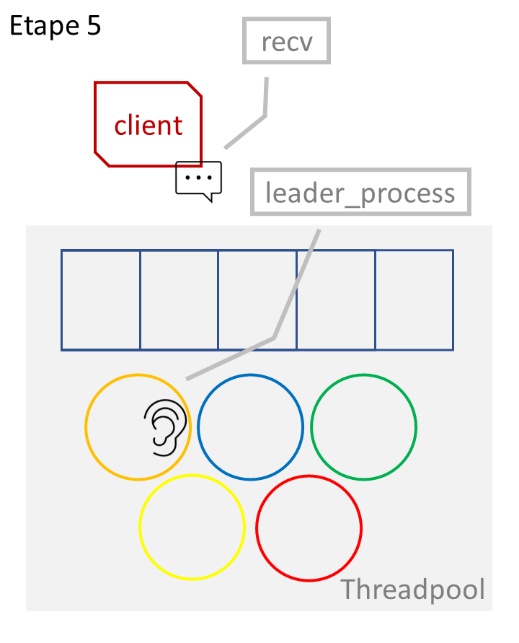 Etape 5
recv
client
leader_process
Threadpool